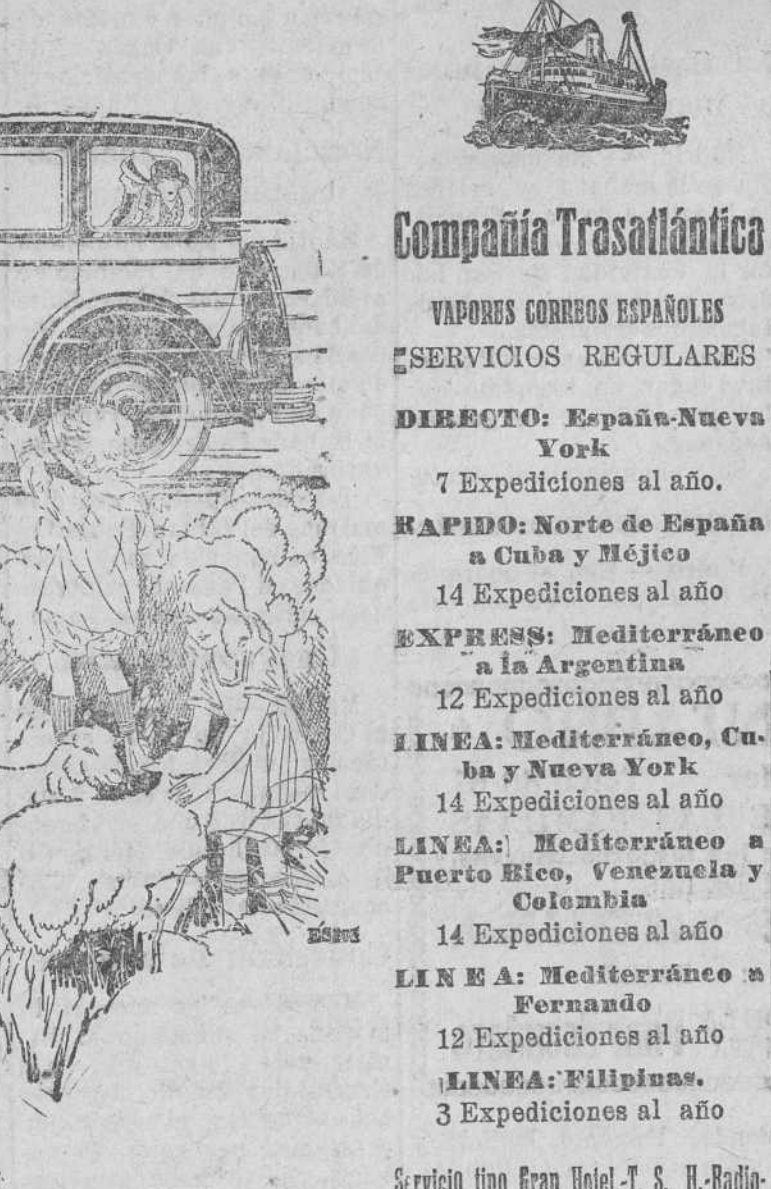 Compañía Trasatlántica
VAPORES CORREOS ESPAÑOLES
SERVICIOS REGULARES
DIRECTO: España-Nueva
York
7 Expediciones al año.
RAPIDO: Norte de España
a Cuba y Méjico
14 Expediciones al año
EXPRESS: Mediterráneo
a la Argentina
12 Expediciones al año
LINEA: Mediterráneo, Cu-
ba y Nueva York
14 Expediciones al año
LINEA: Mediterráneo a
Puerto Rico, Venezuela y
Colombia
14 Expediciones al año
LINEA: Mediterráneo a
Fernando
12 Expediciones al año
LINEA: Filipinas.
3 Expediciones al año
Servicio tipo Gran Hotel-T. S. H.-Radio-